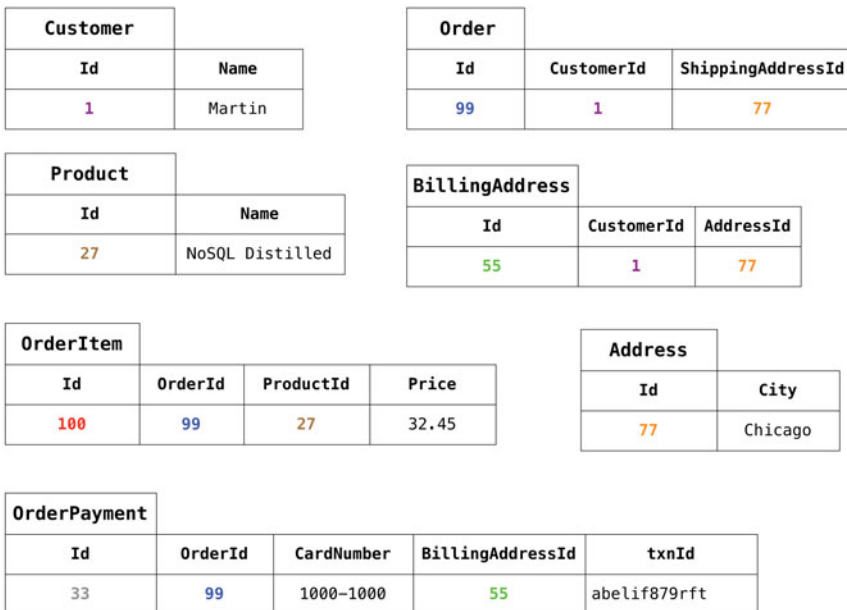 Customer
Id Name
1 Martin
Order
Id CustomerId ShippingAddressId
99 1 77
Product
Id Name
27 NoSQL Distilled
BillingAddress
Id CustomerId AddressId
55 1 77
OrderItem
Id OrderId ProductId Price
100 99 27 32.45
Address
Id City
77 Chicago
OrderPayment
Id OrderId CardNumber BillingAddressId txnId
33 99 1000-1000 55 abelif879rft